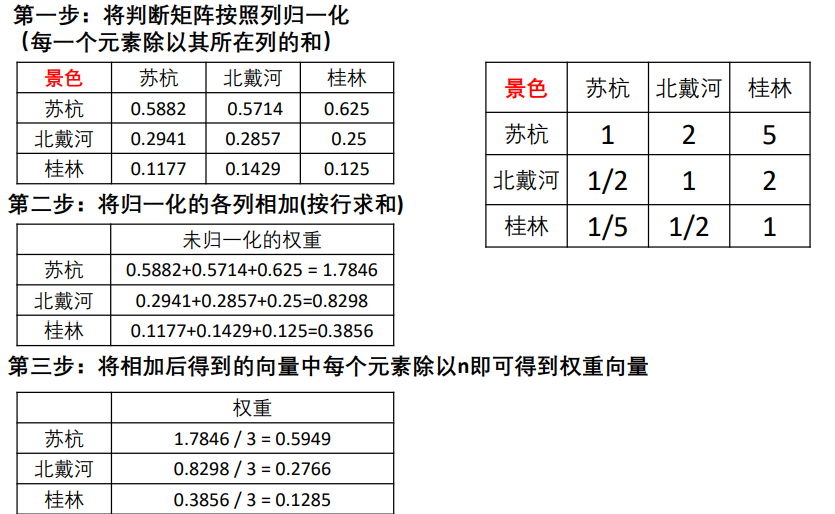 第一步：将判断矩阵按照列归一化
（每一个元素除以其所在列的和）
景色 苏杭 北戴河 桂林
苏杭 0.5882 0.5714 0.625
北戴河 0.2941 0.2857 0.25
桂林 0.1177 0.1429 0.125
景色 苏杭 北戴河 桂林
苏杭 1 2 5
北戴河 1/2 1 2
桂林 1/5 1/2 1
第二步：将归一化的各列相加(按行求和)
未归一化的权重
苏杭 0.5882+0.5714+0.625 = 1.7846
北戴河 0.2941+0.2857+0.25=0.8298
桂林 0.1177+0.1429+0.125=0.3856
第三步：将相加后得到的向量中每个元素除以n即可得到权重向量
权重
苏杭 1.7846 / 3 = 0.5949
北戴河 0.8298 / 3 = 0.2766
桂林 0.3856 / 3 = 0.1285